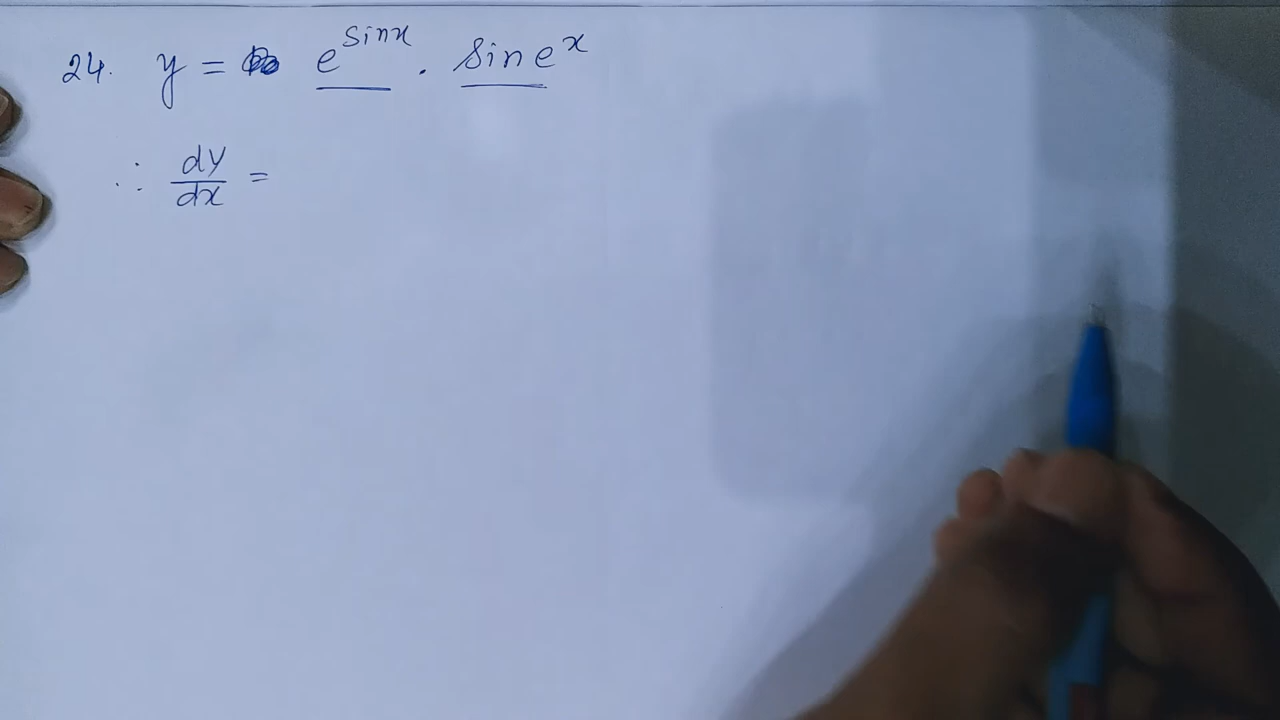 24. y = e^{sinx} . sin e^x
∴ dy/dx =